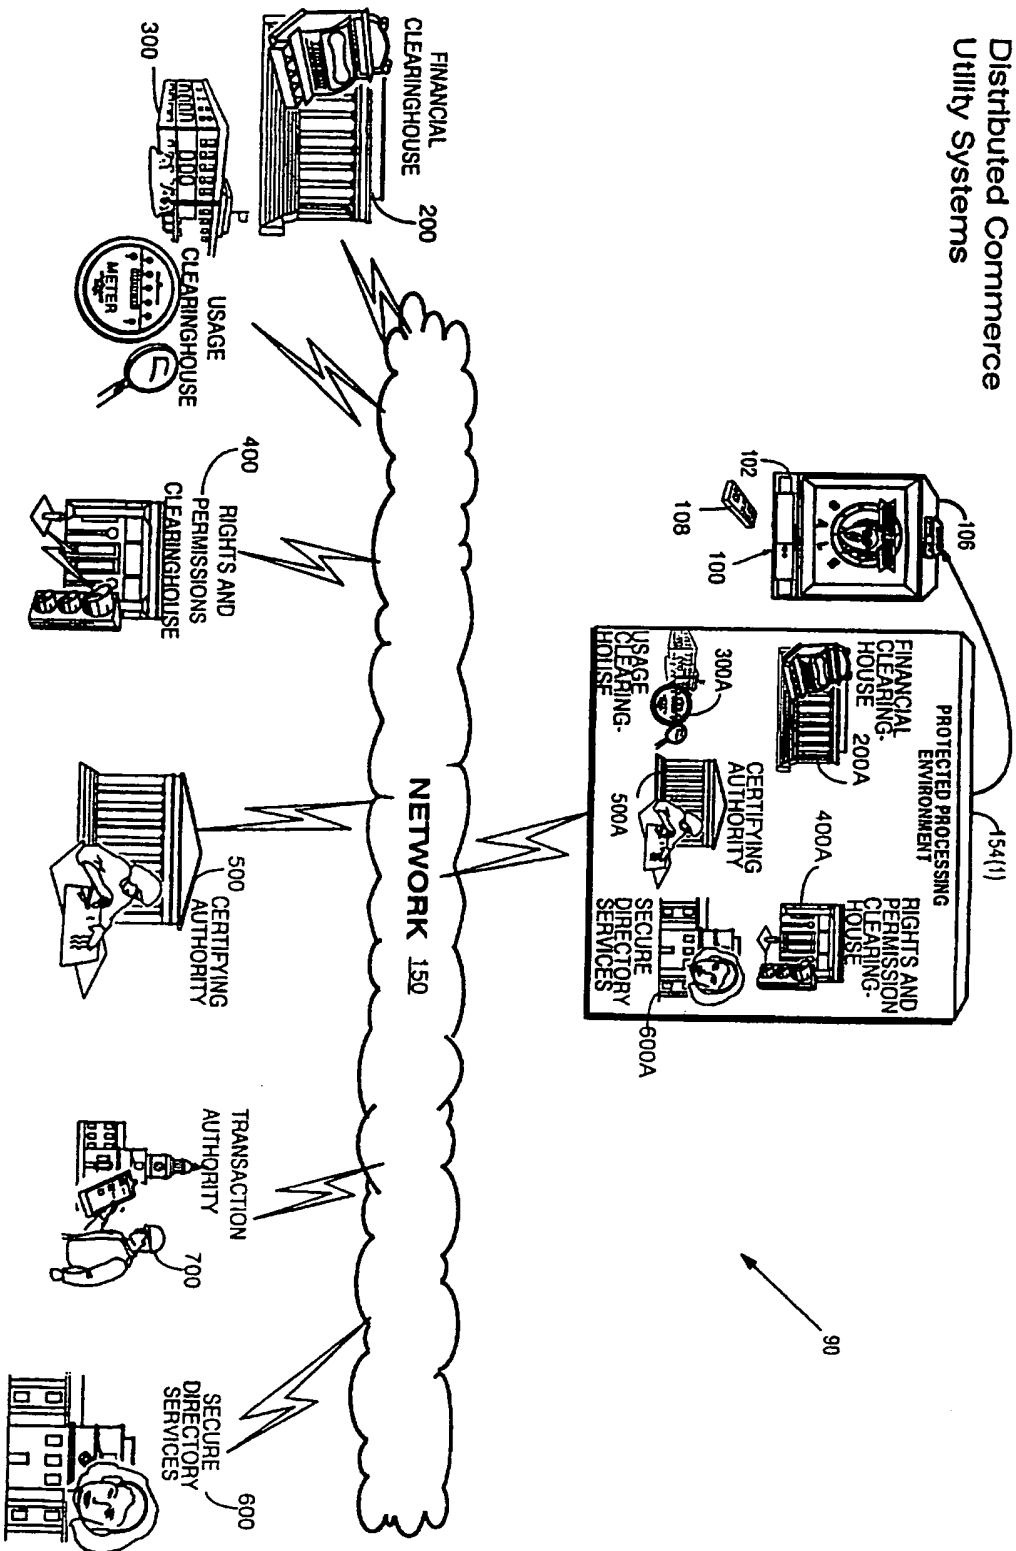 Distributed Commerce
Utility Systems
106
102
108
100
154(1)
PROTECTED PROCESSING
ENVIRONMENT
FINANCIAL
CLEARING-
HOUSE
200A
400A
RIGHTS AND
PERMISSION
CLEARING-
HOUSE
300A
USAGE
CLEARING-
HOUSE
CERTIFYING
AUTHORITY
500A
SECURE
DIRECTORY
SERVICES
600A
90
NETWORK 150
FINANCIAL
CLEARINGHOUSE
200
300
USAGE
CLEARINGHOUSE
METER
400
RIGHTS AND
PERMISSIONS
CLEARINGHOUSE
500
CERTIFYING
AUTHORITY
TRANSACTION
AUTHORITY
700
SECURE
DIRECTORY
SERVICES
600